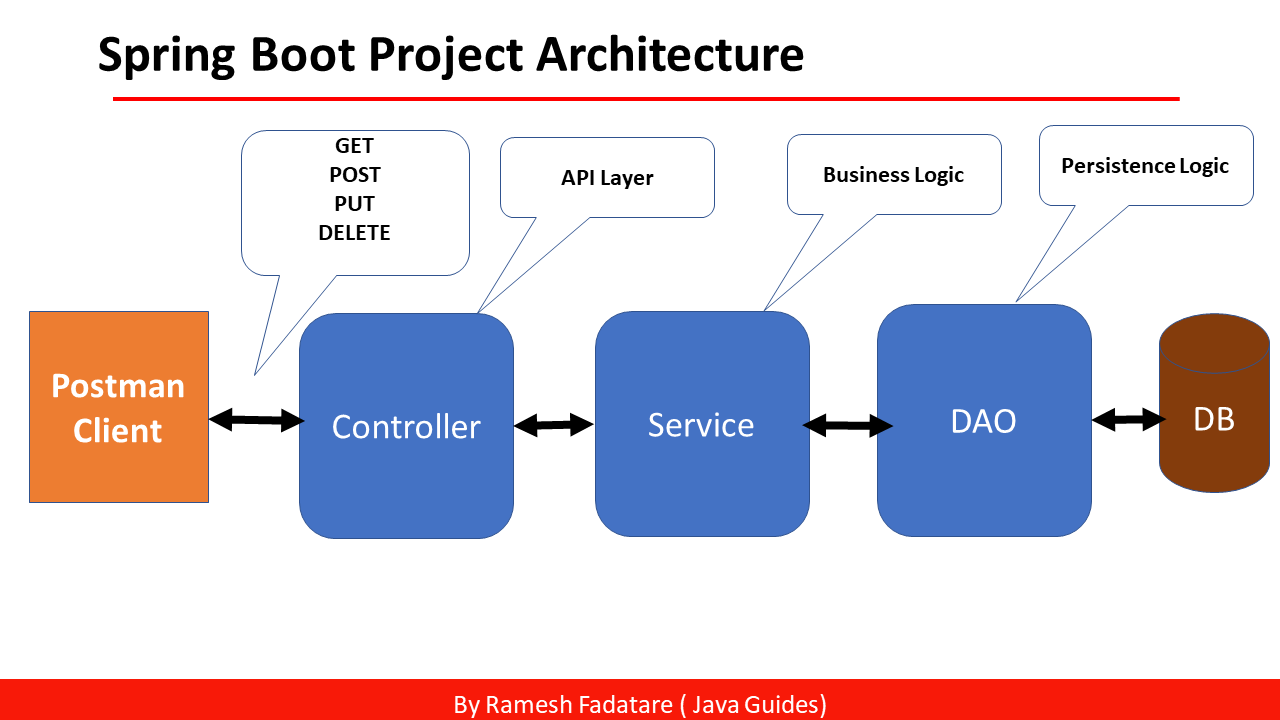 Spring Boot Project Architecture
GET
POST
PUT
DELETE
API Layer
Business Logic
Persistence Logic
Postman
Client
Controller
Service
DAO
DB
By Ramesh Fadatare ( Java Guides)